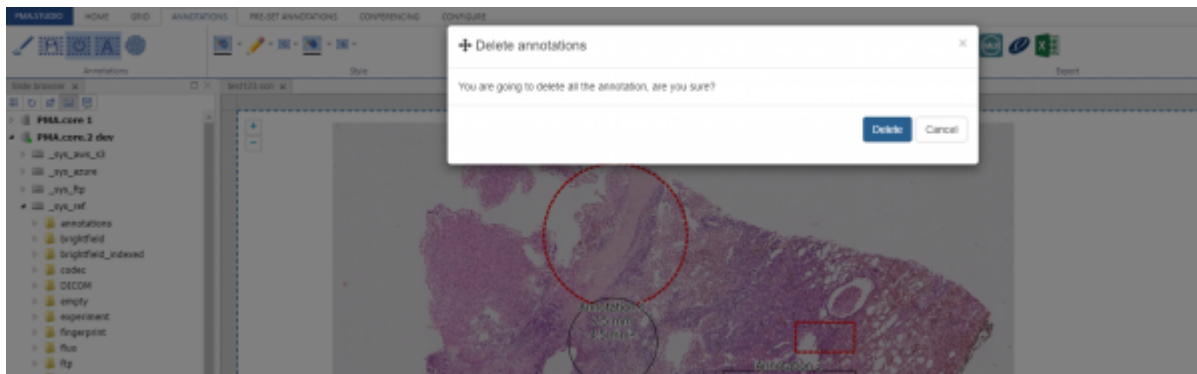 PMA.STUDIO HOME GRID ANNOTATIONS PRE-SET ANNOTATIONS CONFERENCING CONFIGURE
Annotations Style Export
Delete annotations
You are going to delete all the annotation, are you sure?
Delete Cancel
Slide browser
test123.svn
PMA.core 1
PMA.core.2 dev
_sys_aws_s3
_sys_azure
_sys_ftp
_sys_ref
annotations
brightfield
brightfield_indexed
codec
DICOM
empty
experiment
fingerprint
fluo
ftp